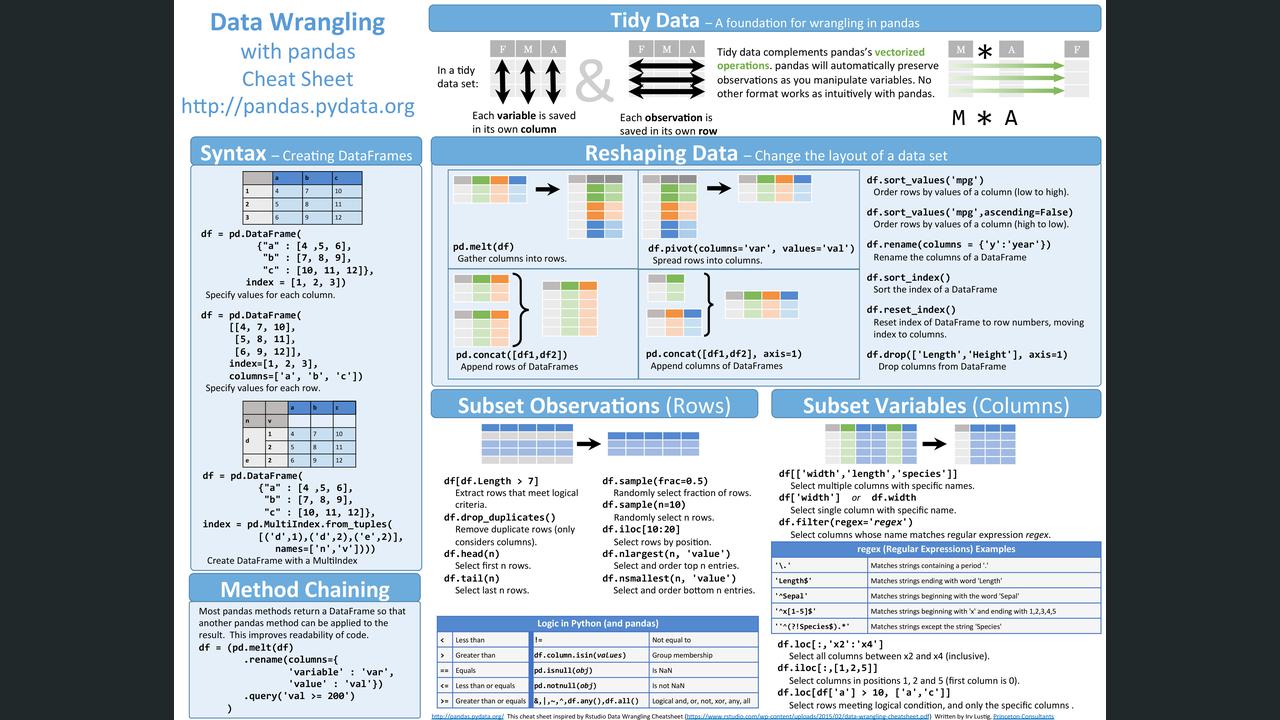 Data Wrangling
with pandas
Cheat Sheet
http://pandas.pydata.org
Tidy Data – A foundation for wrangling in pandas
In a tidy
data set:
F M A
&
F M A
Each variable is saved
in its own column
Each observation is
saved in its own row
Tidy data complements pandas's vectorized
operations. pandas will automatically preserve
observations as you manipulate variables. No
other format works as intuitively with pandas.
M * A F
M * A
Syntax – Creating DataFrames
a b c
1 4 7 10
2 5 8 11
3 6 9 12
df = pd.DataFrame(
{"a" : [4 ,5, 6],
"b" : [7, 8, 9],
"c" : [10, 11, 12]},
index = [1, 2, 3])
Specify values for each column.
df = pd.DataFrame(
[[4, 7, 10],
[5, 8, 11],
[6, 9, 12]],
index=[1, 2, 3],
columns=['a', 'b', 'c'])
Specify values for each row.
a b c
n v
d 1 4 7 10
2 5 8 11
e 2 6 9 12
df = pd.DataFrame(
{"a" : [4 ,5, 6],
"b" : [7, 8, 9],
"c" : [10, 11, 12]},
index = pd.MultiIndex.from_tuples(
[('d',1),('d',2),('e',2)],
names=['n','v'])))
Create DataFrame with a MultiIndex
Method Chaining
Most pandas methods return a DataFrame so that
another pandas method can be applied to the
result. This improves readability of code.
df = (pd.melt(df)
.rename(columns={
'variable' : 'var',
'value' : 'val'})
.query('val >= 200')
)
Reshaping Data – Change the layout of a data set
pd.melt(df)
Gather columns into rows.
df.pivot(columns='var', values='val')
Spread rows into columns.
pd.concat([df1,df2])
Append rows of DataFrames
pd.concat([df1,df2], axis=1)
Append columns of DataFrames
df.sort_values('mpg')
Order rows by values of a column (low to high).
df.sort_values('mpg',ascending=False)
Order rows by values of a column (high to low).
df.rename(columns = {'y':'year'})
Rename the columns of a DataFrame
df.sort_index()
Sort the index of a DataFrame
df.reset_index()
Reset index of DataFrame to row numbers, moving
index to columns.
df.drop(['Length','Height'], axis=1)
Drop columns from DataFrame
Subset Observations (Rows)
df[df.Length > 7]
Extract rows that meet logical
criteria.
df.drop_duplicates()
Remove duplicate rows (only
considers columns).
df.head(n)
Select first n rows.
df.tail(n)
Select last n rows.
df.sample(frac=0.5)
Randomly select fraction of rows.
df.sample(n=10)
Randomly select n rows.
df.iloc[10:20]
Select rows by position.
df.nlargest(n, 'value')
Select and order top n entries.
df.nsmallest(n, 'value')
Select and order bottom n entries.
Logic in Python (and pandas)
< Less than != Not equal to
> Greater than df.column.isin(values) Group membership
== Equals pd.isnull(obj) Is NaN
<= Less than or equals pd.notnull(obj) Is not NaN
>= Greater than or equals &,|,~,^,df.any(),df.all() Logical and, or, not, xor, any, all
Subset Variables (Columns)
df[['width','length','species']]
Select multiple columns with specific names.
df['width'] or df.width
Select single column with specific name.
df.filter(regex='regex')
Select columns whose name matches regular expression regex.
regex (Regular Expressions) Examples
'\.' Matches strings containing a period '.'
'Length$' Matches strings ending with word 'Length'
'^Sepal' Matches strings beginning with the word 'Sepal'
'^x[1-5]$' Matches strings beginning with 'x' and ending with 1,2,3,4,5
''^(?!Species$).*' Matches strings except the string 'Species'
df.loc[:,'x2':'x4']
Select all columns between x2 and x4 (inclusive).
df.iloc[:,[1,2,5]]
Select columns in positions 1, 2 and 5 (first column is 0).
df.loc[df['a'] > 10, ['a','c']]
Select rows meeting logical condition, and only the specific columns .
http://pandas.pydata.org/ This cheat sheet inspired by Rstudio Data Wrangling Cheatsheet (https://www.rstudio.com/wp-content/uploads/2015/02/data-wrangling-cheatsheet.pdf) Written by Irv Lustig, Princeton Consultants